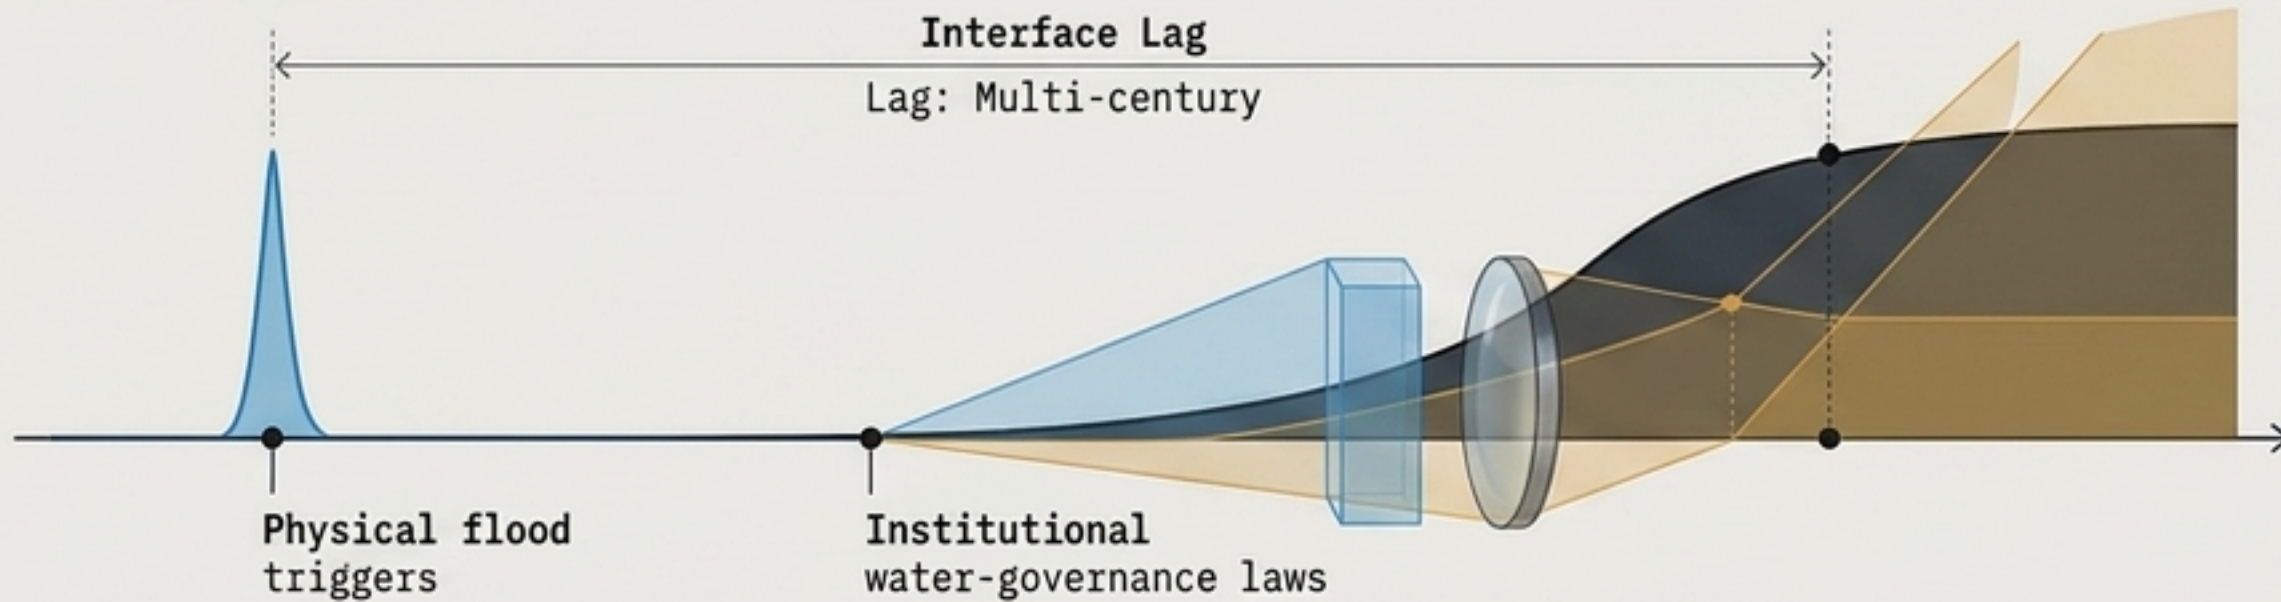 Interface Lag
Lag: Multi-century
Physical flood
triggers
Institutional
water-governance laws